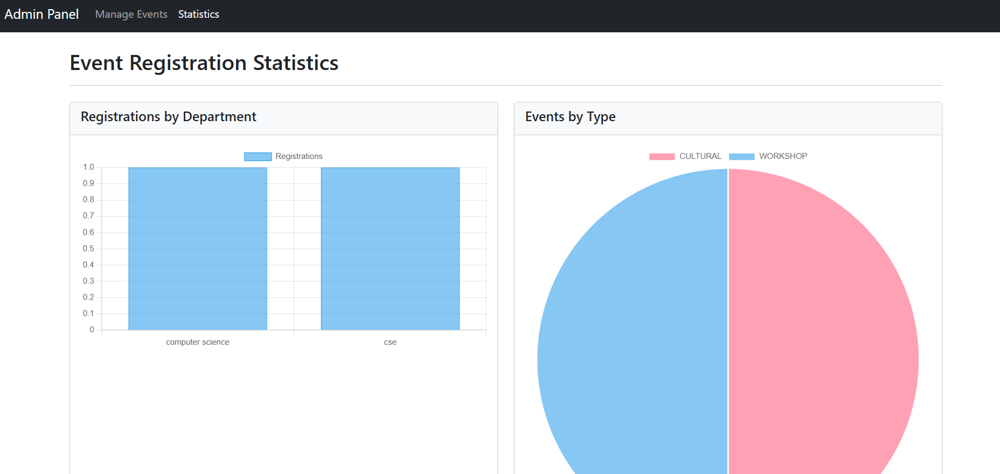 Admin Panel Manage Events Statistics
Event Registration Statistics
Registrations by Department
Registrations
1.0
0.9
0.8
0.7
0.6
0.5
0.4
0.3
0.2
0.1
0
computer science cse
Events by Type
CULTURAL WORKSHOP